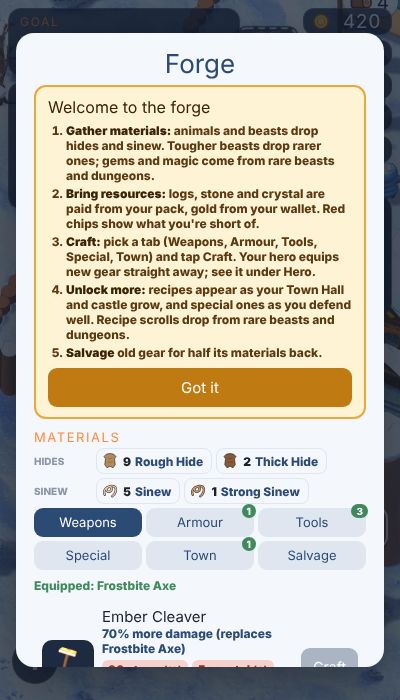 GOAL
420
Forge
Welcome to the forge
1. Gather materials: animals and beasts drop
hides and sinew. Tougher beasts drop rarer
ones; gems and magic come from rare beasts
and dungeons.
2. Bring resources: logs, stone and crystal are
paid from your pack, gold from your wallet. Red
chips show what you're short of.
3. Craft: pick a tab (Weapons, Armour, Tools,
Special, Town) and tap Craft. Your hero equips
new gear straight away; see it under Hero.
4. Unlock more: recipes appear as your Town Hall
and castle grow, and special ones as you defend
well. Recipe scrolls drop from rare beasts and
dungeons.
5. Salvage old gear for half its materials back.
Got it
MATERIALS
HIDES 9 Rough Hide 2 Thick Hide
SINEW 5 Sinew 1 Strong Sinew
Weapons Armour 1 Tools 3
Special Town 1 Salvage
Equipped: Frostbite Axe
Ember Cleaver
70% more damage (replaces
Frostbite Axe)
Craft